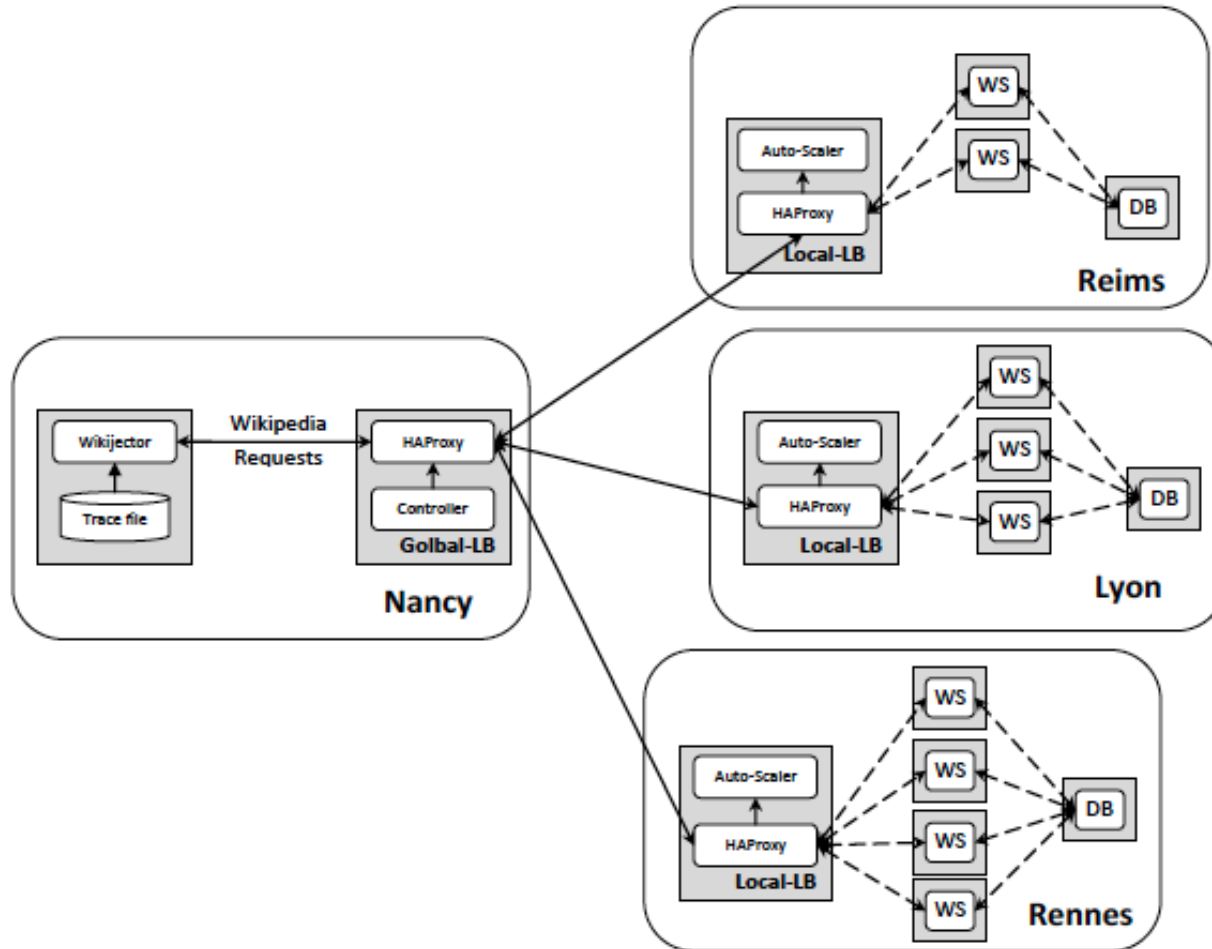 WS
Auto-Scaler
WS
HAProxy
DB
Local-LB
Reims
Wikijector
Wikipedia
Requests
HAProxy
Trace file
Controller
Golbal-LB
Nancy
WS
Auto-Scaler
WS
HAProxy
DB
WS
Local-LB
Lyon
WS
Auto-Scaler
WS
DB
HAProxy
WS
Local-LB
WS
Rennes